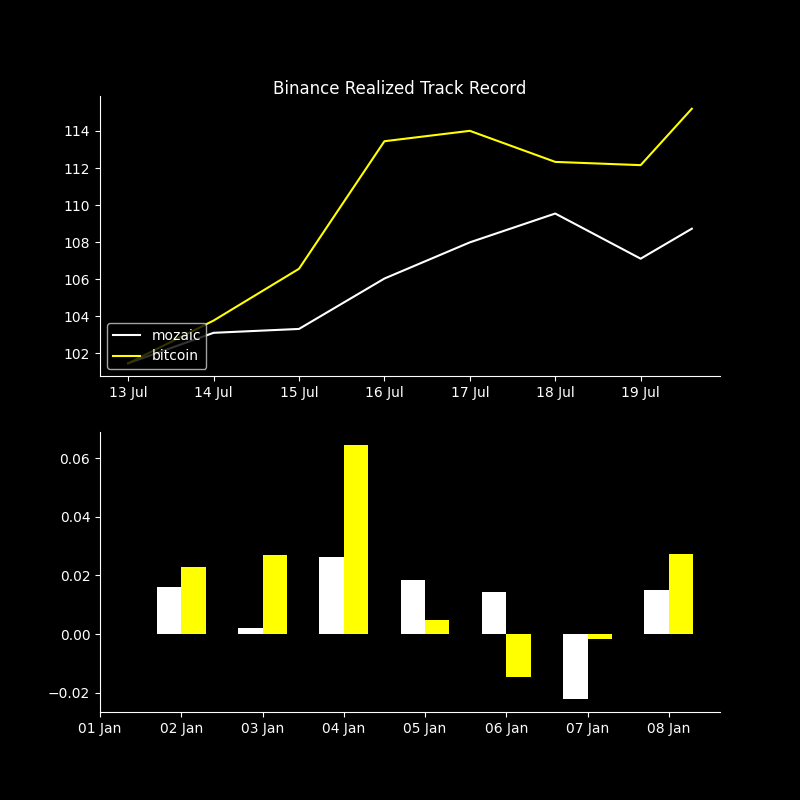 Binance Realized Track Record
114
112
110
108
106
104
102
mozaic
bitcoin
13 Jul 14 Jul 15 Jul 16 Jul 17 Jul 18 Jul 19 Jul
0.06
0.04
0.02
0.00
−0.02
01 Jan 02 Jan 03 Jan 04 Jan 05 Jan 06 Jan 07 Jan 08 Jan